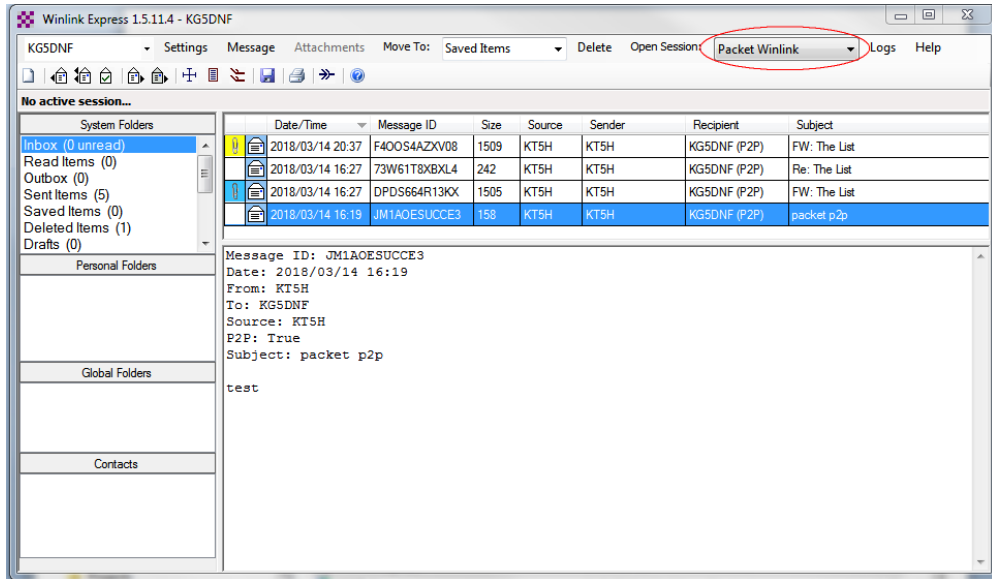 Winlink Express 1.5.11.4 - KG5DNF
KG5DNF Settings Message Attachments Move To: Saved Items Delete Open Session: Packet Winlink Logs Help
No active session...
System Folders
Inbox (0 unread)
Read Items (0)
Outbox (0)
Sent Items (5)
Saved Items (0)
Deleted Items (1)
Drafts (0)
Personal Folders
Global Folders
Contacts
Date/Time Message ID Size Source Sender Recipient Subject
2018/03/14 20:37 F4OOS4AZXV08 1509 KT5H KT5H KG5DNF (P2P) FW: The List
2018/03/14 16:27 73W61T8XBXL4 242 KT5H KT5H KG5DNF (P2P) Re: The List
2018/03/14 16:27 DPDS664R13KX 1505 KT5H KT5H KG5DNF (P2P) FW: The List
2018/03/14 16:19 JM1AOESUCCE3 158 KT5H KT5H KG5DNF (P2P) packet p2p
Message ID: JM1AOESUCCE3
Date: 2018/03/14 16:19
From: KT5H
To: KG5DNF
Source: KT5H
P2P: True
Subject: packet p2p
test